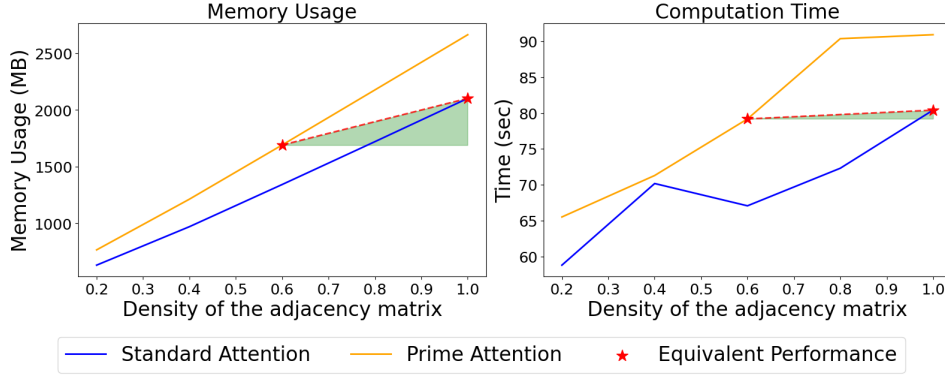 Memory Usage
Memory Usage (MB)
2500
2000
1500
1000
0.2 0.3 0.4 0.5 0.6 0.7 0.8 0.9 1.0
Density of the adjacency matrix
Computation Time
Time (sec)
90
85
80
75
70
65
60
0.2 0.3 0.4 0.5 0.6 0.7 0.8 0.9 1.0
Density of the adjacency matrix
Standard Attention Prime Attention Equivalent Performance